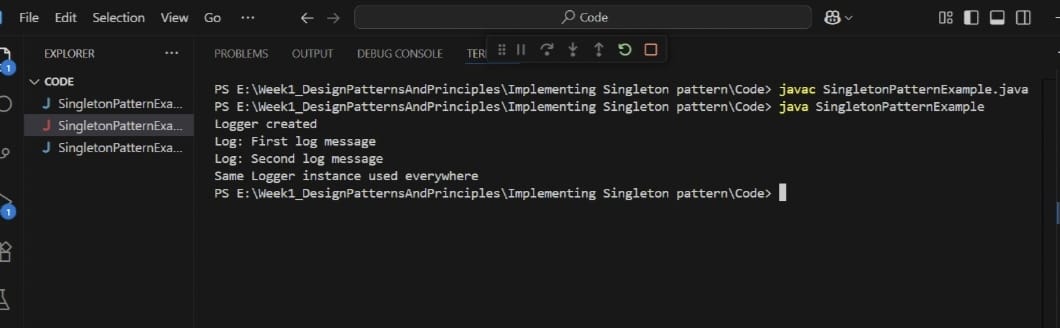 File Edit Selection View Go ...
Code
EXPLORER ...
CODE
J SingletonPatternExa...
J SingletonPatternExa...
J SingletonPatternExa...
1
1
PROBLEMS OUTPUT DEBUG CONSOLE
PS E:\Week1_DesignPatternsAndPrinciples\Implementing Singleton pattern\Code> javac SingletonPatternExample.java
PS E:\Week1_DesignPatternsAndPrinciples\Implementing Singleton pattern\Code> java SingletonPatternExample
Logger created
Log: First log message
Log: Second log message
Same Logger instance used everywhere
PS E:\Week1_DesignPatternsAndPrinciples\Implementing Singleton pattern\Code>